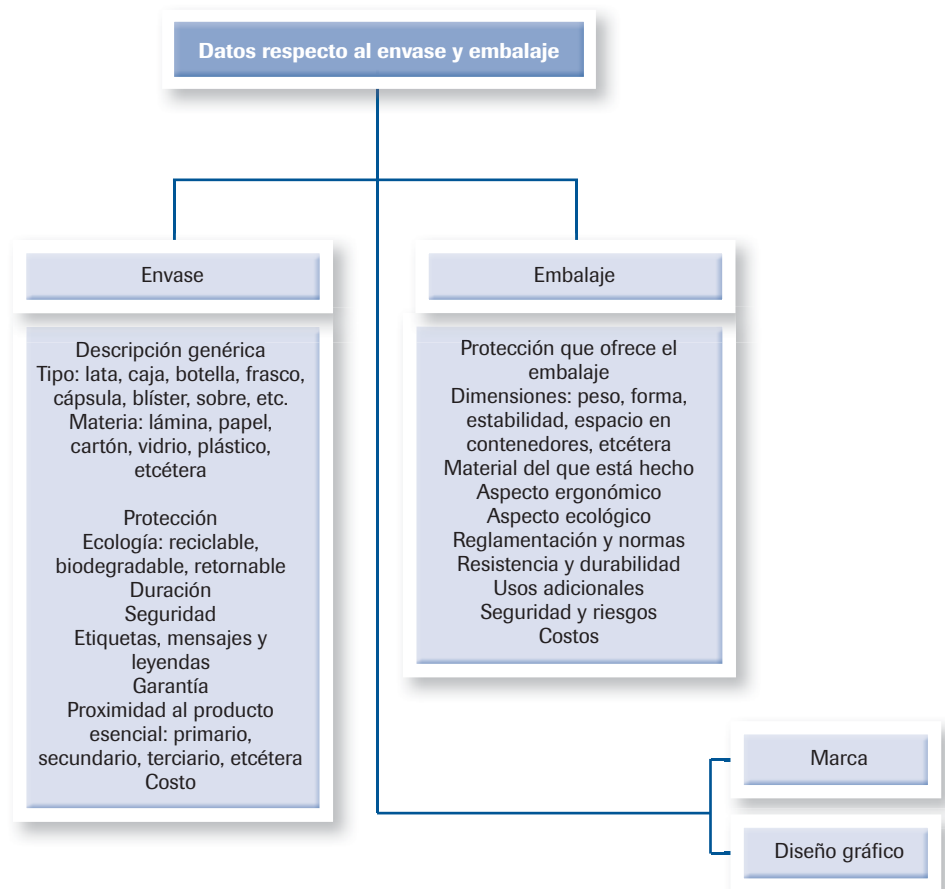 Datos respecto al envase y embalaje
Envase
Descripción genérica
Tipo: lata, caja, botella, frasco,
cápsula, blíster, sobre, etc.
Materia: lámina, papel,
cartón, vidrio, plástico,
etcétera
Protección
Ecología: reciclable,
biodegradable, retornable
Duración
Seguridad
Etiquetas, mensajes y
leyendas
Garantía
Proximidad al producto
esencial: primario,
secundario, terciario, etcétera
Costo
Embalaje
Protección que ofrece el
embalaje
Dimensiones: peso, forma,
estabilidad, espacio en
contenedores, etcétera
Material del que está hecho
Aspecto ergonómico
Aspecto ecológico
Reglamentación y normas
Resistencia y durabilidad
Usos adicionales
Seguridad y riesgos
Costos
Marca
Diseño gráfico